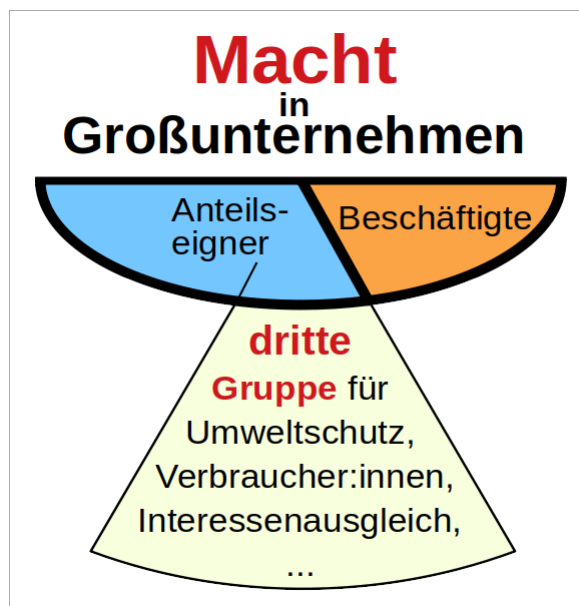 Macht
in
Großunternehmen
Anteils-
eigner
Beschäftigte
dritte
Gruppe für
Umweltschutz,
Verbraucher:innen,
Interessenausgleich,
...